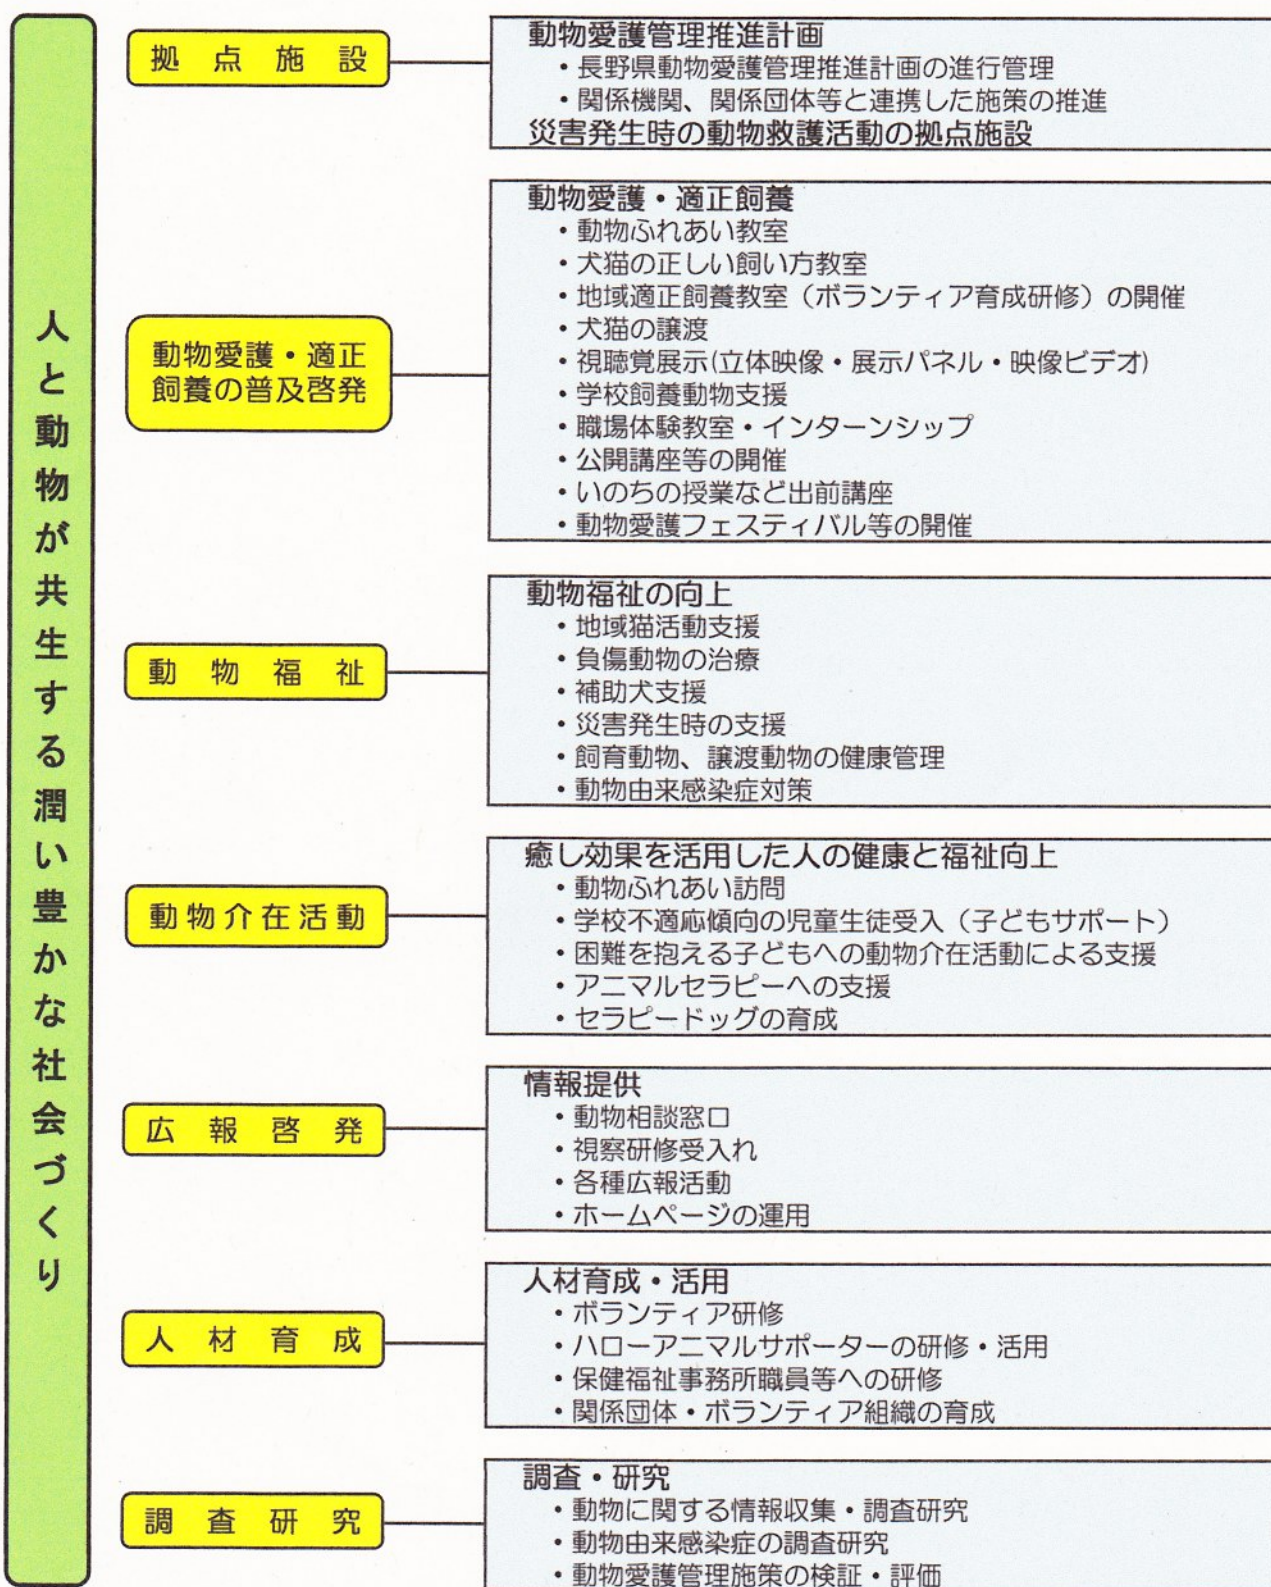 人と動物が共生する潤い豊かな社会づくり
拠点施設
動物愛護管理推進計画
・長野県動物愛護管理推進計画の進行管理
・関係機関、関係団体等と連携した施策の推進
災害発生時の動物救護活動の拠点施設
動物愛護・適正
飼養の普及啓発
動物愛護・適正飼養
・動物ふれあい教室
・犬猫の正しい飼い方教室
・地域適正飼養教室（ボランティア育成研修）の開催
・犬猫の譲渡
・視聴覚展示(立体映像・展示パネル・映像ビデオ)
・学校飼養動物支援
・職場体験教室・インターンシップ
・公開講座等の開催
・いのちの授業など出前講座
・動物愛護フェスティバル等の開催
動物福祉
動物福祉の向上
・地域猫活動支援
・負傷動物の治療
・補助犬支援
・災害発生時の支援
・飼育動物、譲渡動物の健康管理
・動物由来感染症対策
動物介在活動
癒し効果を活用した人の健康と福祉向上
・動物ふれあい訪問
・学校不適応傾向の児童生徒受入（子どもサポート）
・困難を抱える子どもへの動物介在活動による支援
・アニマルセラピーへの支援
・セラピードッグの育成
広報啓発
情報提供
・動物相談窓口
・視察研修受入れ
・各種広報活動
・ホームページの運用
人材育成
人材育成・活用
・ボランティア研修
・ハローアニマルサポーターの研修・活用
・保健福祉事務所職員等への研修
・関係団体・ボランティア組織の育成
調査研究
調査・研究
・動物に関する情報収集・調査研究
・動物由来感染症の調査研究
・動物愛護管理施策の検証・評価